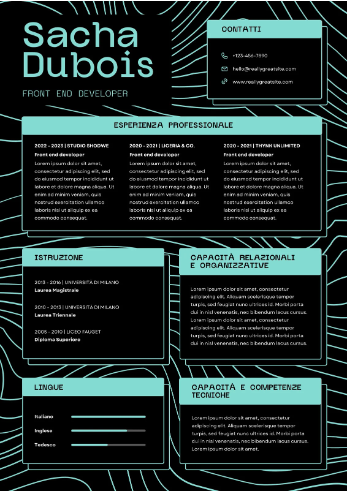 Sacha
Dubois
FRONT END DEVELOPER
CONTATTI
+123-456-7890
hello@reallygreatsite.com
www.reallygreatsite.com
ESPERIENZA PROFESSIONALE
2022 - 2023 | STUDIO SHODWE
Front end developer
Lorem ipsum dolor sit amet,
consectetur adipiscing elit, sed
do eiusmod tempor incididunt ut
labore et dolore magna aliqua. Ut
enim ad minim veniam, quis
nostrud exercitation ullamco
laboris nisi ut aliquip ex ea
commodo consequat.
2020 - 2021 | LICERIA & CO.
Front end developer
Lorem ipsum dolor sit amet,
consectetur adipiscing elit, sed
do eiusmod tempor incididunt ut
labore et dolore magna aliqua. Ut
enim ad minim veniam, quis
nostrud exercitation ullamco
laboris nisi ut aliquip ex ea
commodo consequat.
2020 - 2021 | THYNK UNLIMITED
Front end developer
Lorem ipsum dolor sit amet,
consectetur adipiscing elit, sed
do eiusmod tempor incididunt ut
labore et dolore magna aliqua. Ut
enim ad minim veniam, quis
nostrud exercitation ullamco
laboris nisi ut aliquip ex ea
commodo consequat.
ISTRUZIONE
2013 - 2016 | UNIVERSITÀ DI MILANO
Laurea Magistrale
2010 - 2013 | UNIVERSITÀ DI MILANO
Laurea Triennale
2005 - 2010 | LICEO FAUGET
Diploma Superiore
CAPACITÀ RELAZIONALI
E ORGANIZZATIVE
Lorem ipsum dolor sit amet, consectetur
adipiscing elit. Aliquam scelerisque tempor
turpis, sed feugiat nunc ultrices id. Morbi porta
dui in nisl venenatis, nec bibendum lacus cursus.
Lorem ipsum dolor sit amet, consectetur
adipiscing elit. Aliquam scelerisque tempor
turpis, sed feugiat nunc ultrices id. Morbi porta
dui in nisl venenatis, nec bibendum lacus cursus.
LINGUE
Italiano
Inglese
Tedesco
CAPACITÀ E COMPETENZE
TECNICHE
Lorem ipsum dolor sit amet, consectetur
adipiscing elit. Aliquam scelerisque tempor
turpis, sed feugiat nunc ultrices id. Morbi porta
dui in nisl venenatis, nec bibendum lacus cursus.
Lorem ipsum dolor sit amet.